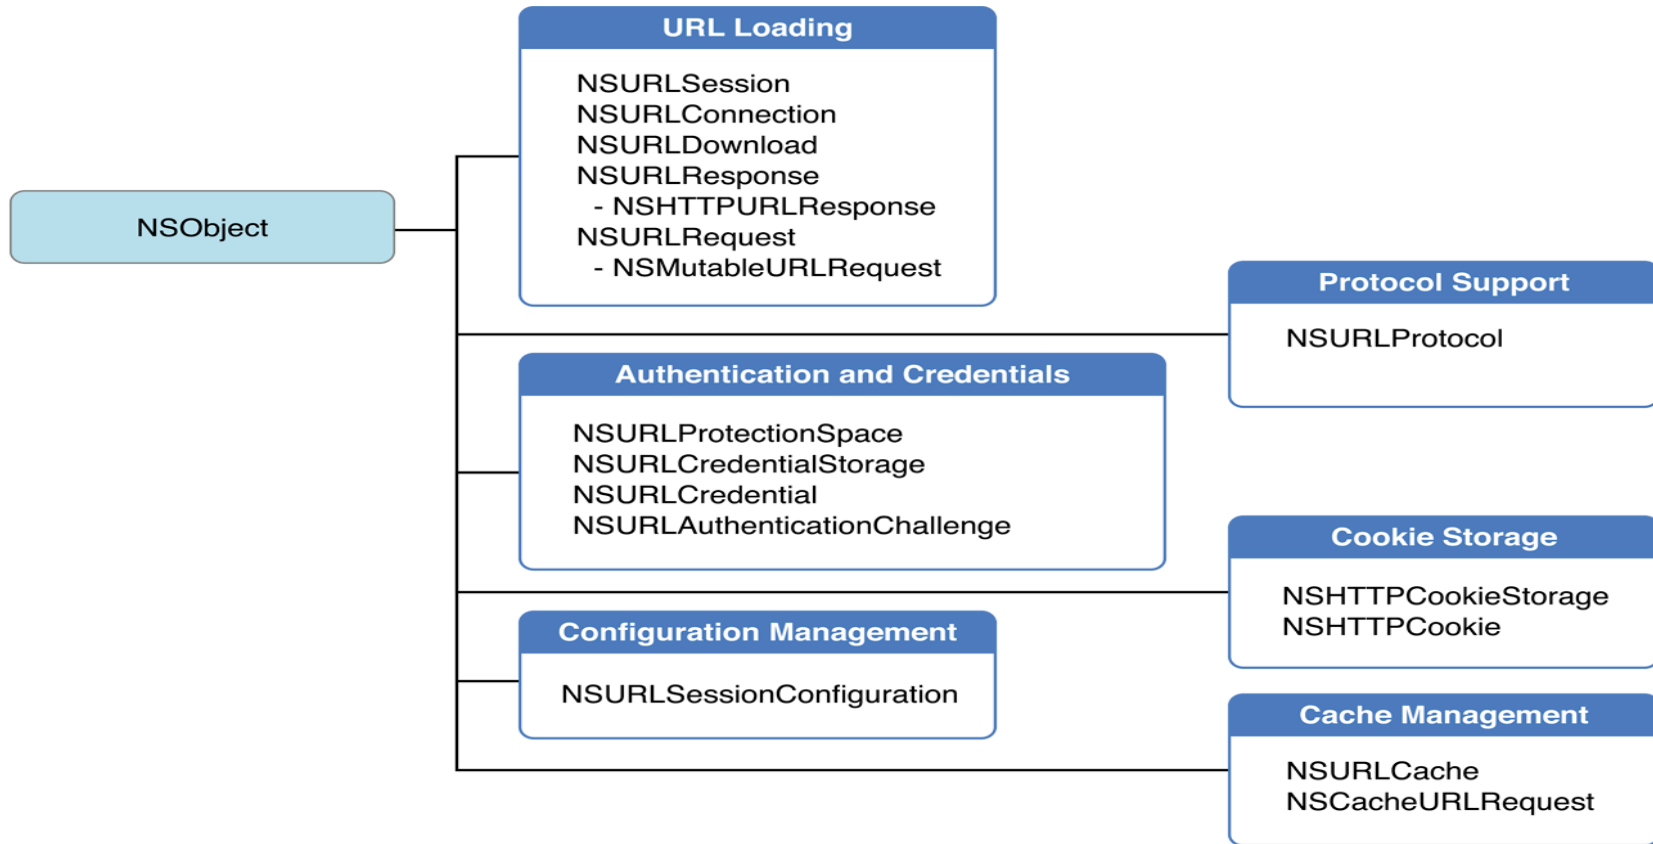 NSObject
URL Loading
NSURLSession
NSURLConnection
NSURLDownload
NSURLResponse
- NSHTTPURLResponse
NSURLRequest
- NSMutableURLRequest
Protocol Support
NSURLProtocol
Authentication and Credentials
NSURLProtectionSpace
NSURLCredentialStorage
NSURLCredential
NSURLAuthenticationChallenge
Cookie Storage
NSHTTPCookieStorage
NSHTTPCookie
Configuration Management
NSURLSessionConfiguration
Cache Management
NSURLCache
NSCacheURLRequest